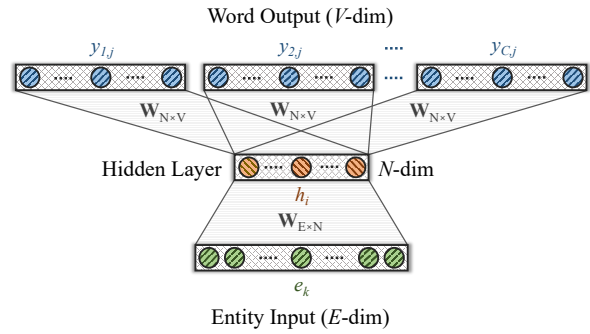 Word Output (V-dim)
y1,j y2,j .... yC,j
.... .... .... .... .... .... ....
WN×V WN×V WN×V
Hidden Layer .... .... N-dim
hi
WE×N
.... ....
ek
Entity Input (E-dim)